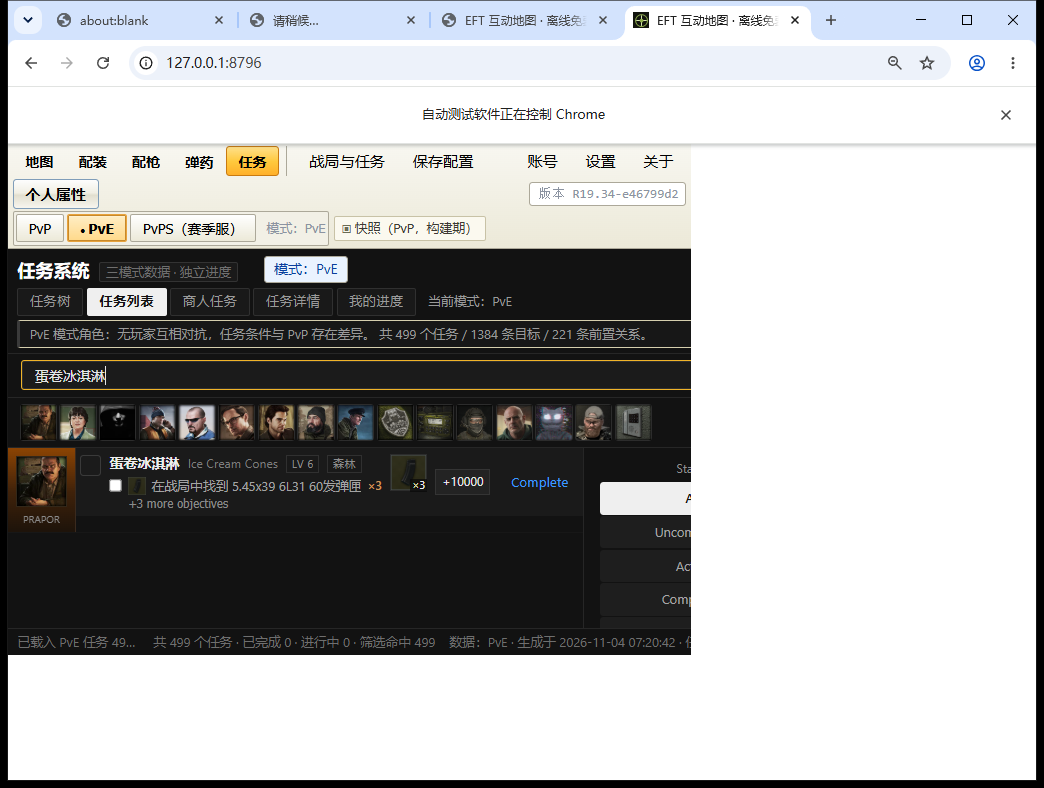 about:blank
请稍候...
EFT 互动地图 · 离线免
EFT 互动地图 · 离线免
127.0.0.1:8796
自动测试软件正在控制 Chrome
地图 配装 配枪 弹药 任务 战局与任务 保存配置 账号 设置 关于
个人属性 版本 R19.34-e46799d2
PvP •PvE PvPS（赛季服） 模式：PvE 快照（PvP，构建期）
任务系统 三模式数据 · 独立进度 模式：PvE
任务树 任务列表 商人任务 任务详情 我的进度 当前模式：PvE
PvE 模式角色：无玩家互相对抗，任务条件与 PvP 存在差异。 共 499 个任务 / 1384 条目标 / 221 条前置关系。
蛋卷冰淇淋
蛋卷冰淇淋 Ice Cream Cones LV 6 森林
在战局中找到 5.45x39 6L31 60发弹匣 ×3
+3 more objectives
×3 +10000 Complete
PRAPOR
Sta
A
Uncom
Ac
Comp
已载入 PvE 任务 49... 共 499 个任务 · 已完成 0 · 进行中 0 · 筛选命中 499 数据：PvE · 生成于 2026-11-04 07:20:42 ·